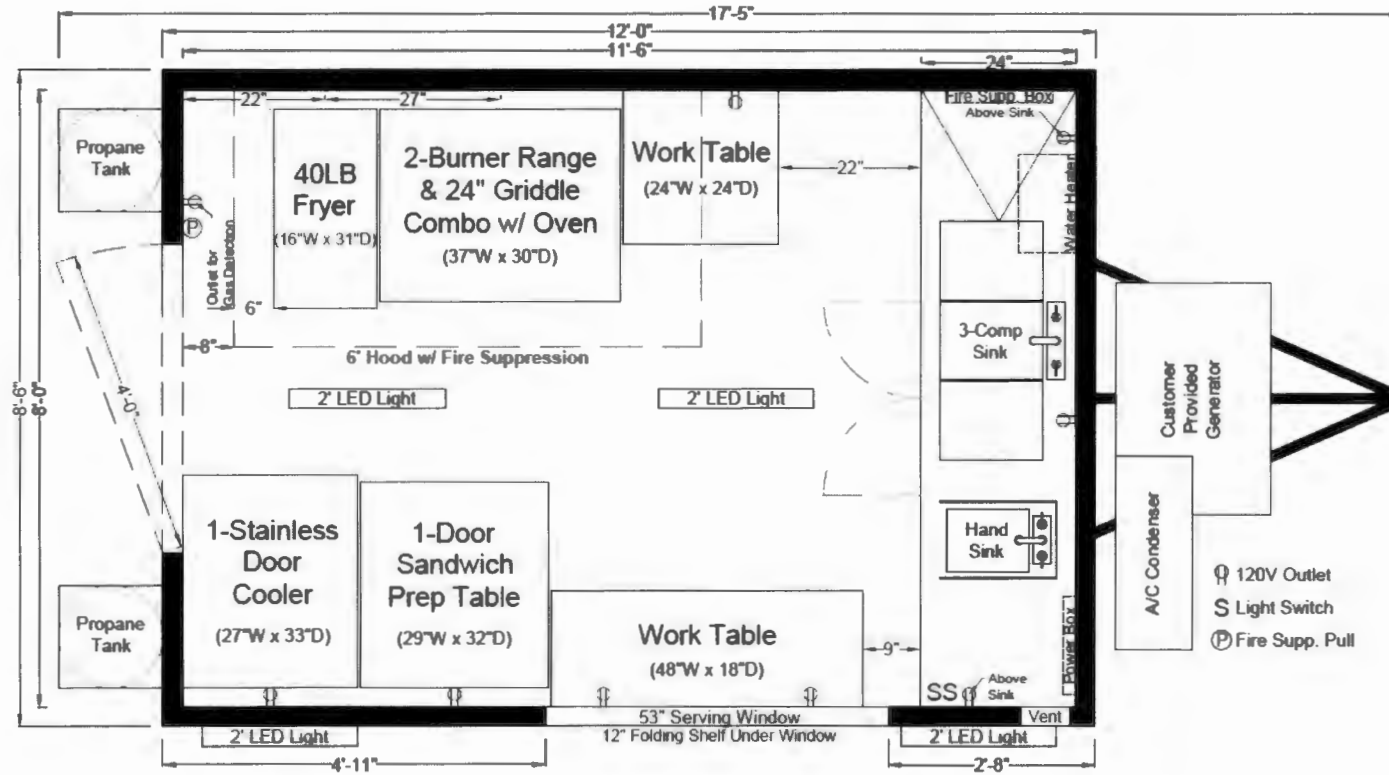 17'-5"
12'-0"
11'-6"
24"
22"
27"
Fire Supp. Box
Above Sink
Propane
Tank
40LB
Fryer
(16"W x 31"D)
2-Burner Range
& 24" Griddle
Combo w/ Oven
(37"W x 30"D)
Work Table
(24"W x 24"D)
22"
Water Heater
P
Outlet for
Gas Detection
6"
8"
6' Hood w/ Fire Suppression
3-Comp
Sink
8'-6"
8'-0"
4'-0"
2' LED Light
2' LED Light
Customer
Provided
Generator
1-Stainless
Door
Cooler
(27"W x 33"D)
1-Door
Sandwich
Prep Table
(29"W x 32"D)
Hand
Sink
A/C Condenser
120V Outlet
S Light Switch
P Fire Supp. Pull
Propane
Tank
Work Table
(48"W x 18"D)
9"
Power Box
SS
Above
Sink
53" Serving Window
Vent
12" Folding Shelf Under Window
2' LED Light
2' LED Light
4'-11"
2'-8"